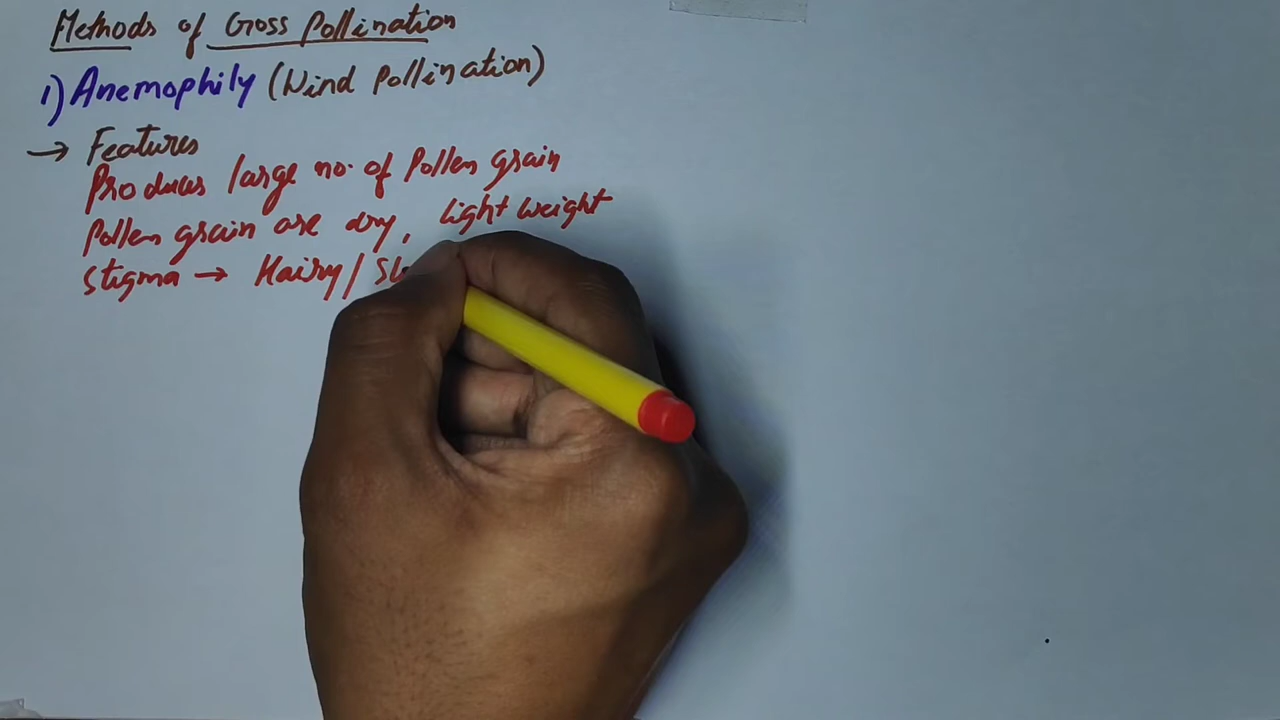 Methods of Cross Pollination
1) Anemophily (Wind Pollination)
→ Features
Produces large no. of Pollen grain
Pollen grain are dry, light weight
Stigma → Hairy/